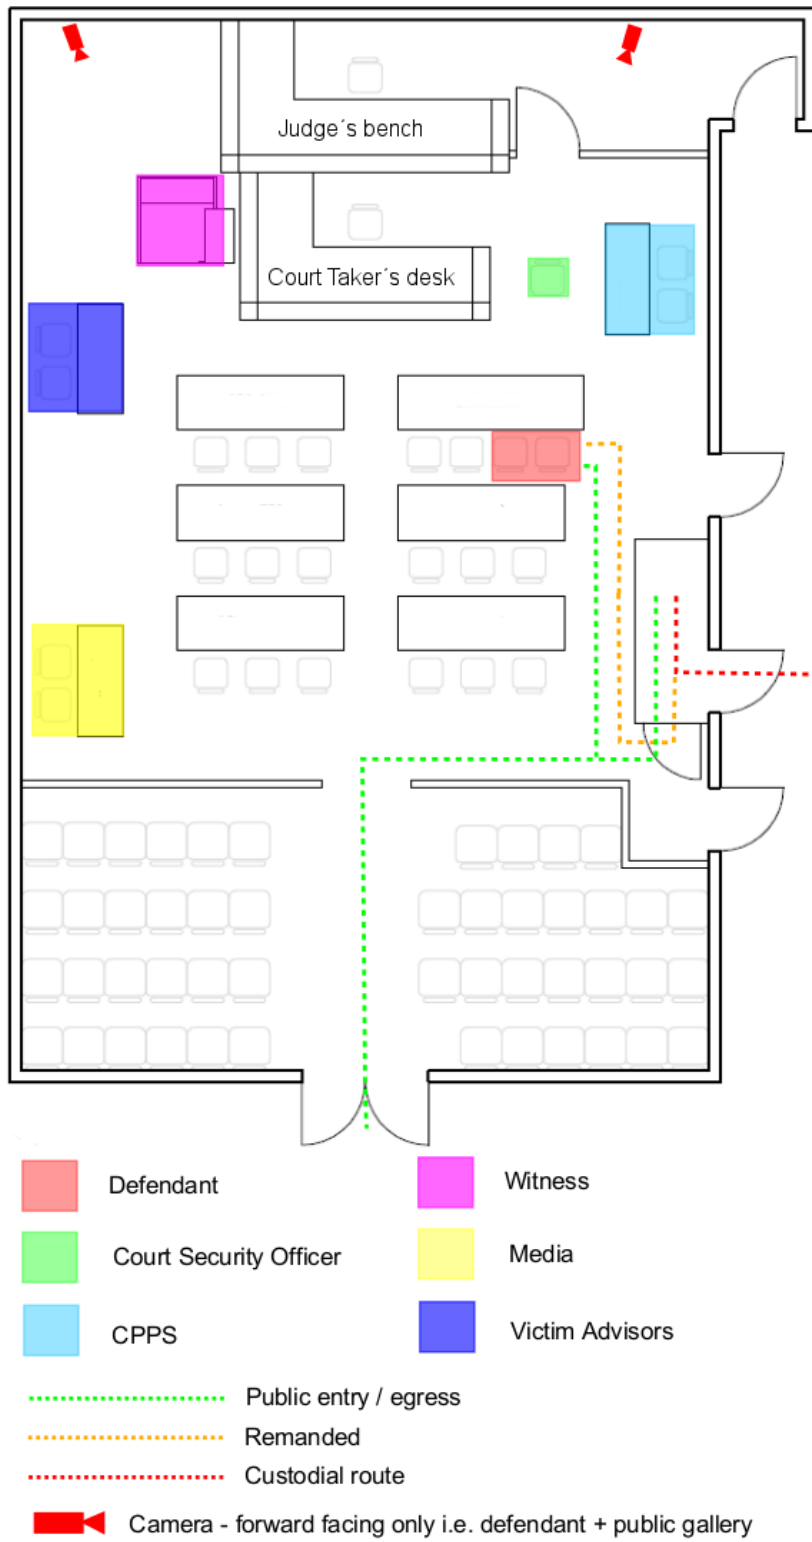 Judge´s bench
Court Taker´s desk
Defendant
Witness
Court Security Officer
Media
CPPS
Victim Advisors
Public entry / egress
Remanded
Custodial route
Camera - forward facing only i.e. defendant + public gallery